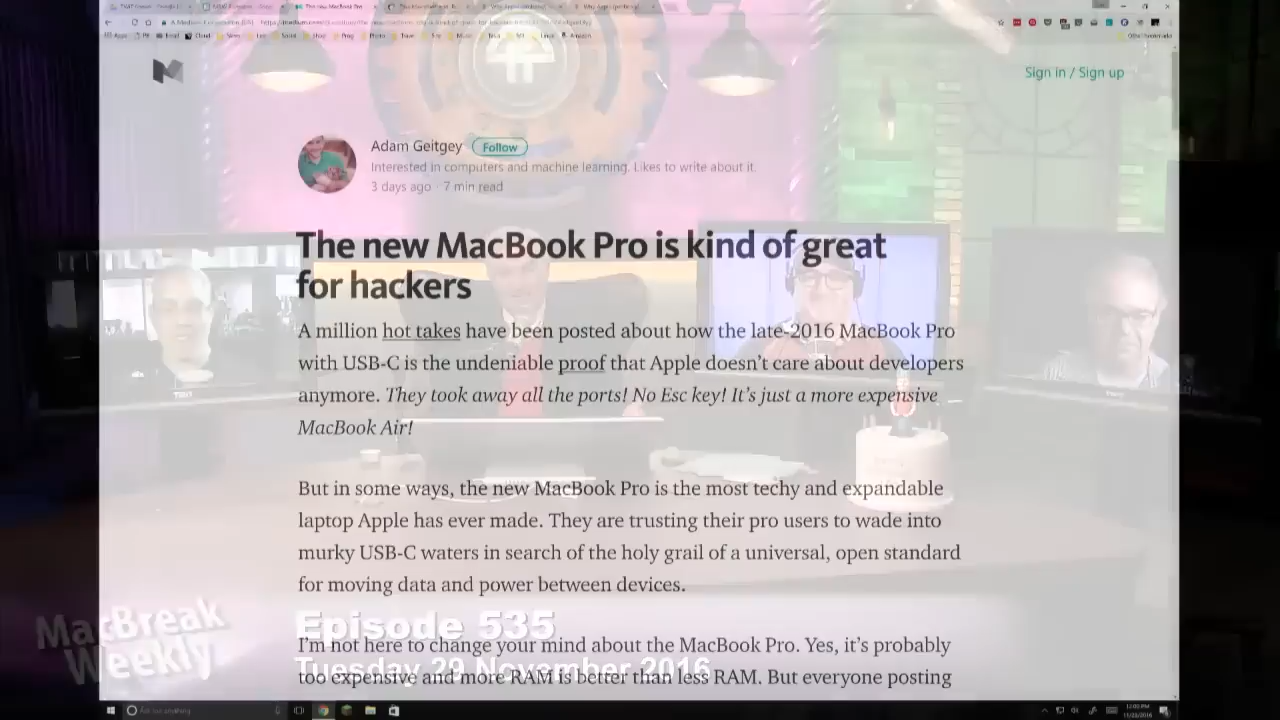 Sign in / Sign up
Adam Geitgey Follow
Interested in computers and machine learning. Likes to write about it.
3 days ago · 7 min read
The new MacBook Pro is kind of great
for hackers
A million hot takes have been posted about how the late-2016 MacBook Pro
with USB-C is the undeniable proof that Apple doesn't care about developers
anymore. They took away all the ports! No Esc key! It's just a more expensive
MacBook Air!
But in some ways, the new MacBook Pro is the most techy and expandable
laptop Apple has ever made. They are trusting their pro users to wade into
murky USB-C waters in search of the holy grail of a universal, open standard
for moving data and power between devices.
MacBreak
Weekly
Episode 535
I'm not here to change your mind about the MacBook Pro. Yes, it's probably
Tuesday 29 November 2016
too expensive and more RAM is better than less RAM. But everyone posting